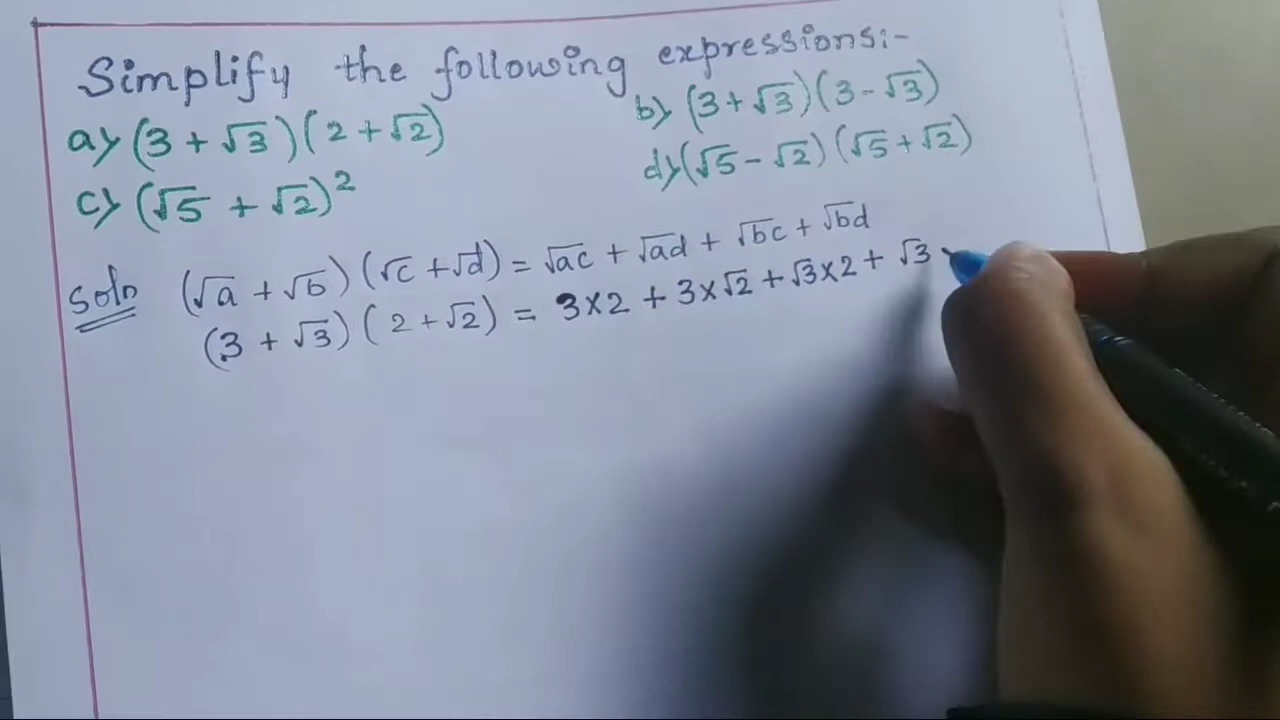 Simplify the following expressions:-
a) (3 + √3)(2 + √2) b) (3 + √3)(3 - √3)
c) (√5 + √2)² d) (√5 - √2)(√5 + √2)
Soln (√a + √b)(√c + √d) = √ac + √ad + √bc + √bd
(3 + √3)(2 + √2) = 3×2 + 3×√2 + √3×2 + √3